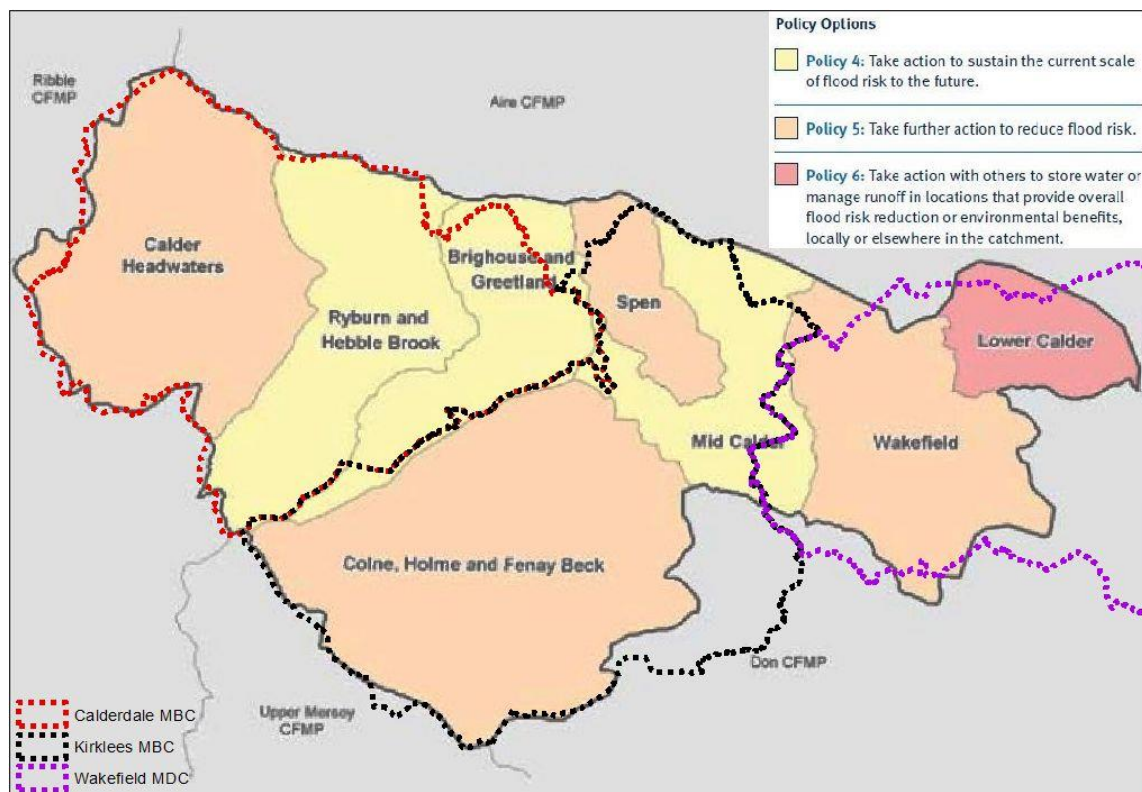 Policy Options
Policy 4: Take action to sustain the current scale
of flood risk to the future.
Policy 5: Take further action to reduce flood risk.
Policy 6: Take action with others to store water or
manage runoff in locations that provide overall
flood risk reduction or environmental benefits,
locally or elsewhere in the catchment.
Ribble
CFMP
Aire CFMP
Calder
Headwaters
Brighouse and
Greetland
Ryburn and
Hebble Brook
Spen
Lower Calder
Mid Calder
Wakefield
Colne, Holme and Fenay Beck
Don CFMP
Upper Mersey
CFMP
Calderdale MBC
Kirklees MBC
Wakefield MDC